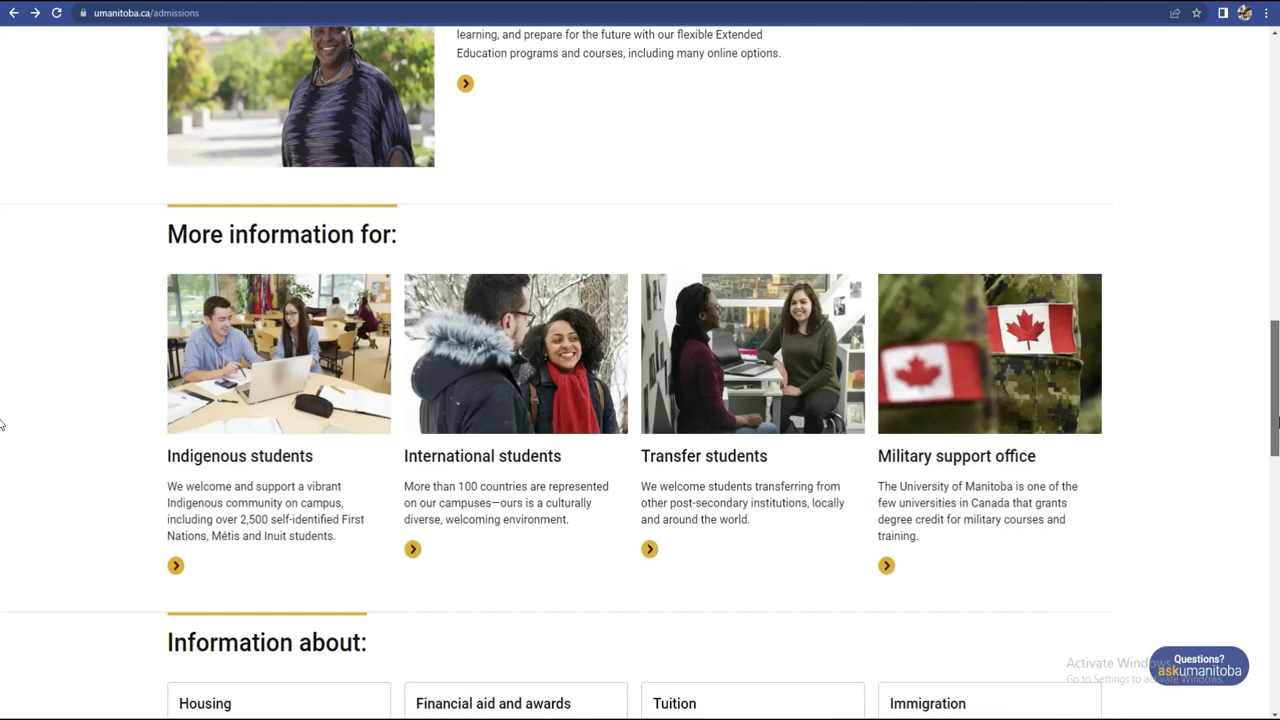 umanitoba.ca/admissions
learning, and prepare for the future with our flexible Extended
Education programs and courses, including many online options.
More information for:
Indigenous students
We welcome and support a vibrant
Indigenous community on campus,
including over 2,500 self-identified First
Nations, Métis and Inuit students.
International students
More than 100 countries are represented
on our campuses—ours is a culturally
diverse, welcoming environment.
Transfer students
We welcome students transferring from
other post-secondary institutions, locally
and around the world.
Military support office
The University of Manitoba is one of the
few universities in Canada that grants
degree credit for military courses and
training.
Information about:
Housing
Financial aid and awards
Tuition
Immigration
Activate Windows
Go to Settings to activate Windows.
Questions?
askumanitoba